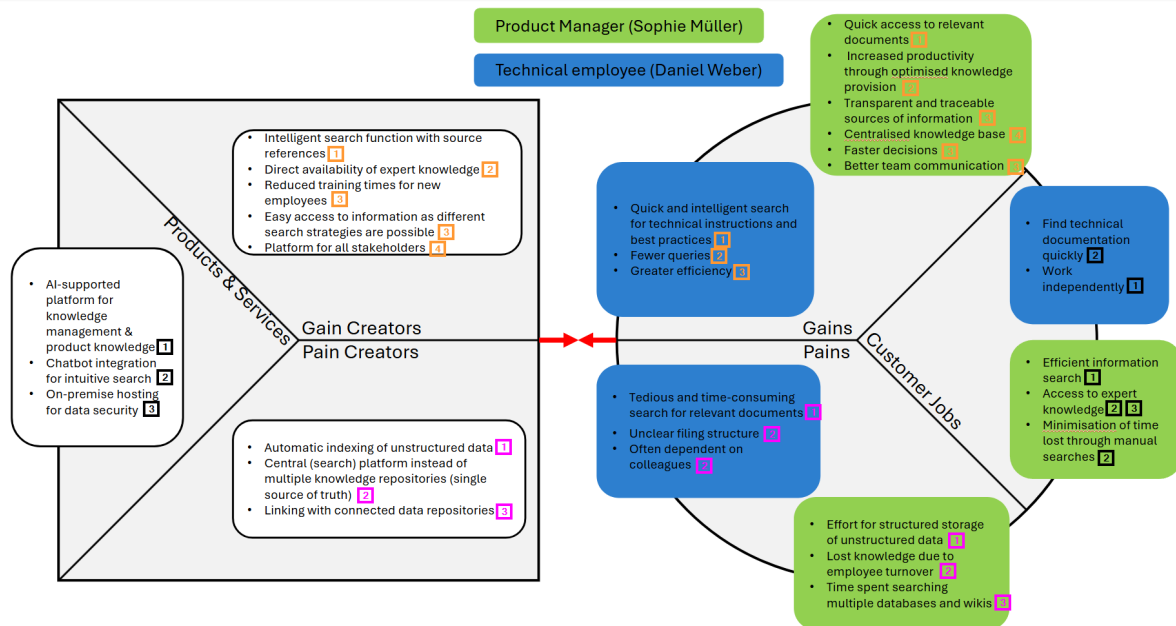 Product Manager (Sophie Müller)
Technical employee (Daniel Weber)
Products & Services
• AI-supported
platform for
knowledge
management &
product knowledge 1
• Chatbot integration
for intuitive search 2
• On-premise hosting
for data security 3
• Intelligent search function with source
references 1
• Direct availability of expert knowledge 2
• Reduced training times for new
employees 3
• Easy access to information as different
search strategies are possible 3
• Platform for all stakeholders 4
Gain Creators
Pain Creators
• Automatic indexing of unstructured data 1
• Central (search) platform instead of
multiple knowledge repositories (single
source of truth) 2
• Linking with connected data repositories 3
• Quick access to relevant
documents
• Increased productivity
through optimised knowledge
provision
• Transparent and traceable
sources of information
• Centralised knowledge base
• Faster decisions
• Better team communication
• Quick and intelligent search
for technical instructions and
best practices 1
• Fewer queries 2
• Greater efficiency 3
Gains
Pains
• Tedious and time-consuming
search for relevant documents 1
• Unclear filing structure
• Often dependent on
colleagues
• Effort for structured storage
of unstructured data 1
• Lost knowledge due to
employee turnover 2
• Time spent searching
multiple databases and wikis 3
Customer Jobs
• Find technical
documentation
quickly 2
• Work
independently 1
• Efficient information
search 1
• Access to expert
knowledge 2 3
• Minimisation of time
lost through manual
searches 2